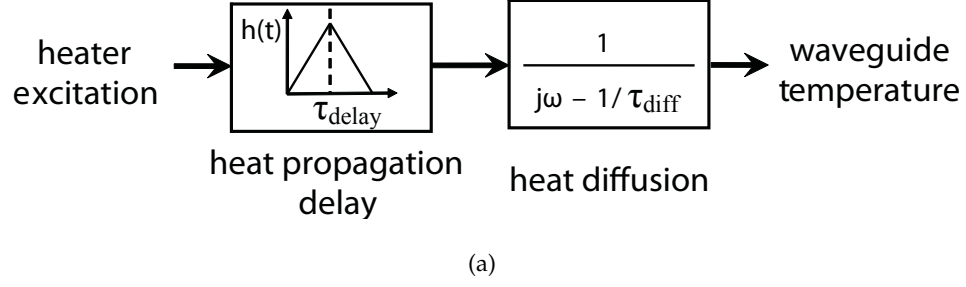 heater
excitation
h(t)
τdelay
heat propagation
delay
1
jω − 1/ τdiff
heat diffusion
waveguide
temperature
(a)